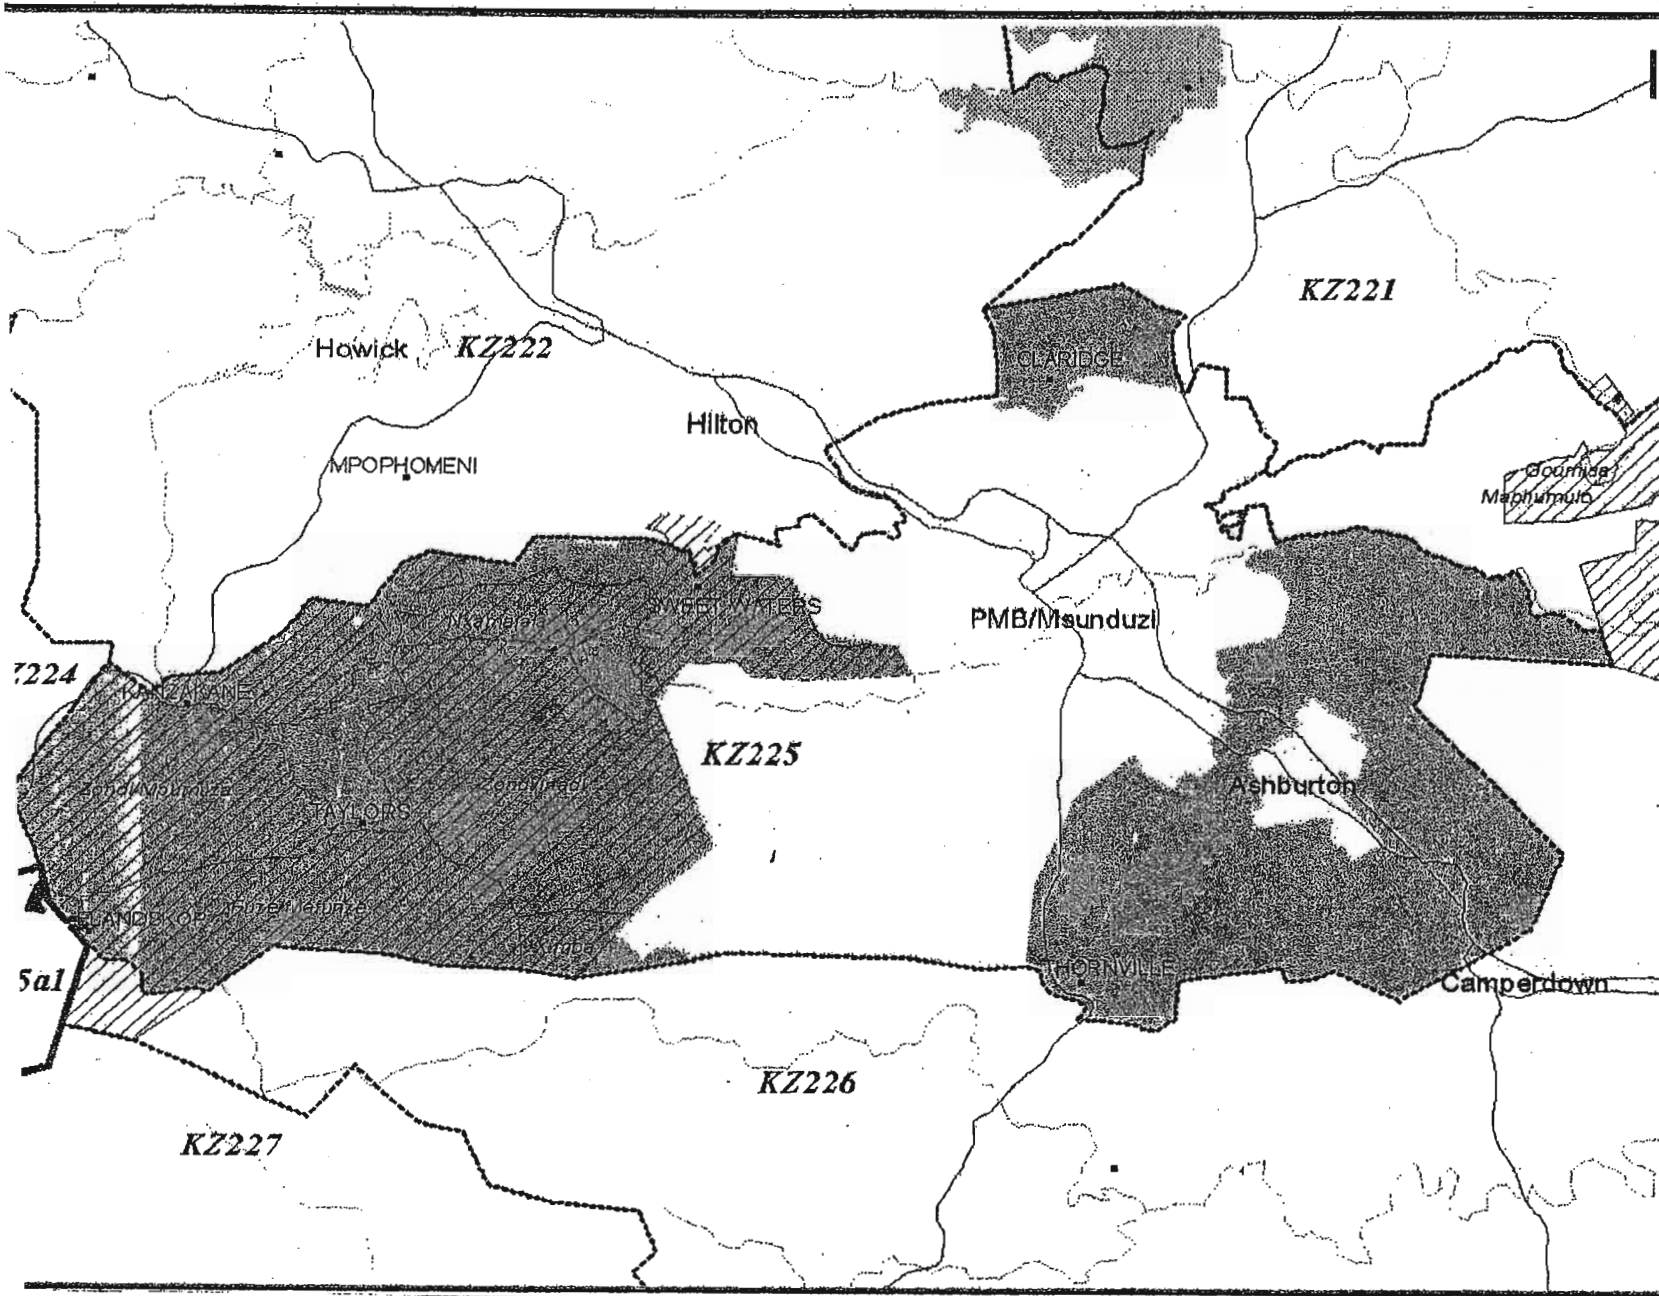 KZ221
Howick
KZ222
CLARIDGE
Hilton
MPOPHOMENI
Maphumulo
SWEET WATERS
PMB/Msunduzi
Z224
KZ225
Ashburton
TAYLORS
THORNVILLE
5a1
Camperdown
KZ226
KZ227